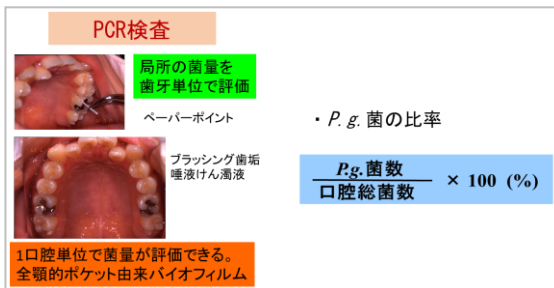 PCR検査
局所の菌量を
歯牙単位で評価
ペーパーポイント
ブラッシング歯垢
唾液けん濁液
1口腔単位で菌量が評価できる。
全顎的ポケット由来バイオフィルム
・P.g.菌の比率
P.g.菌数
口腔総菌数
× 100 (%)